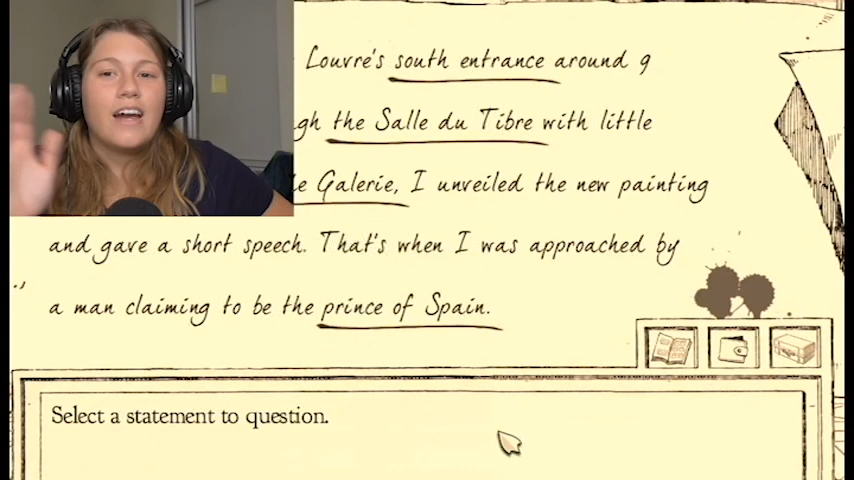 Louvre's south entrance around 9
the Salle du Tibre with little
Galerie, I unveiled the new painting
and gave a short speech. That's when I was approached by
a man claiming to be the prince of Spain.
Select a statement to question.